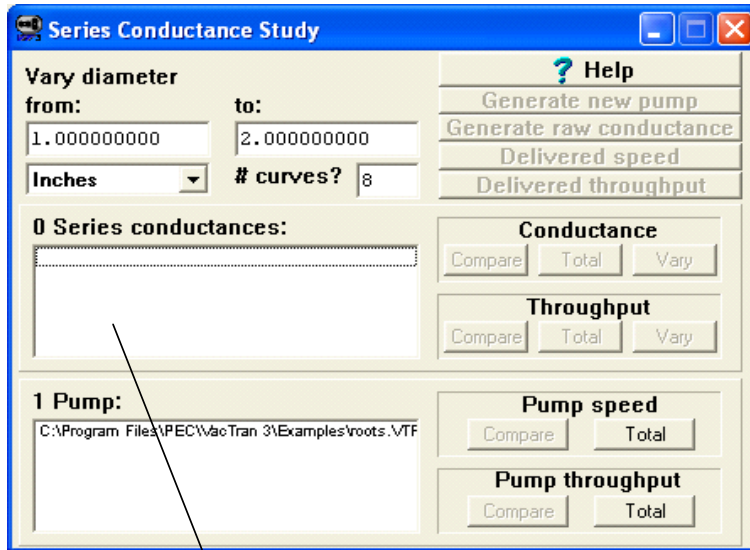 Series Conductance Study
Vary diameter
from:
to:
1.000000000
2.000000000
Inches
# curves?
8
? Help
Generate new pump
Generate raw conductance
Delivered speed
Delivered throughput
0 Series conductances:
Conductance
Compare
Total
Vary
Throughput
Compare
Total
Vary
1 Pump:
C:\Program Files\PEC\VacTran 3\Examples\roots.VTP
Pump speed
Compare
Total
Pump throughput
Compare
Total